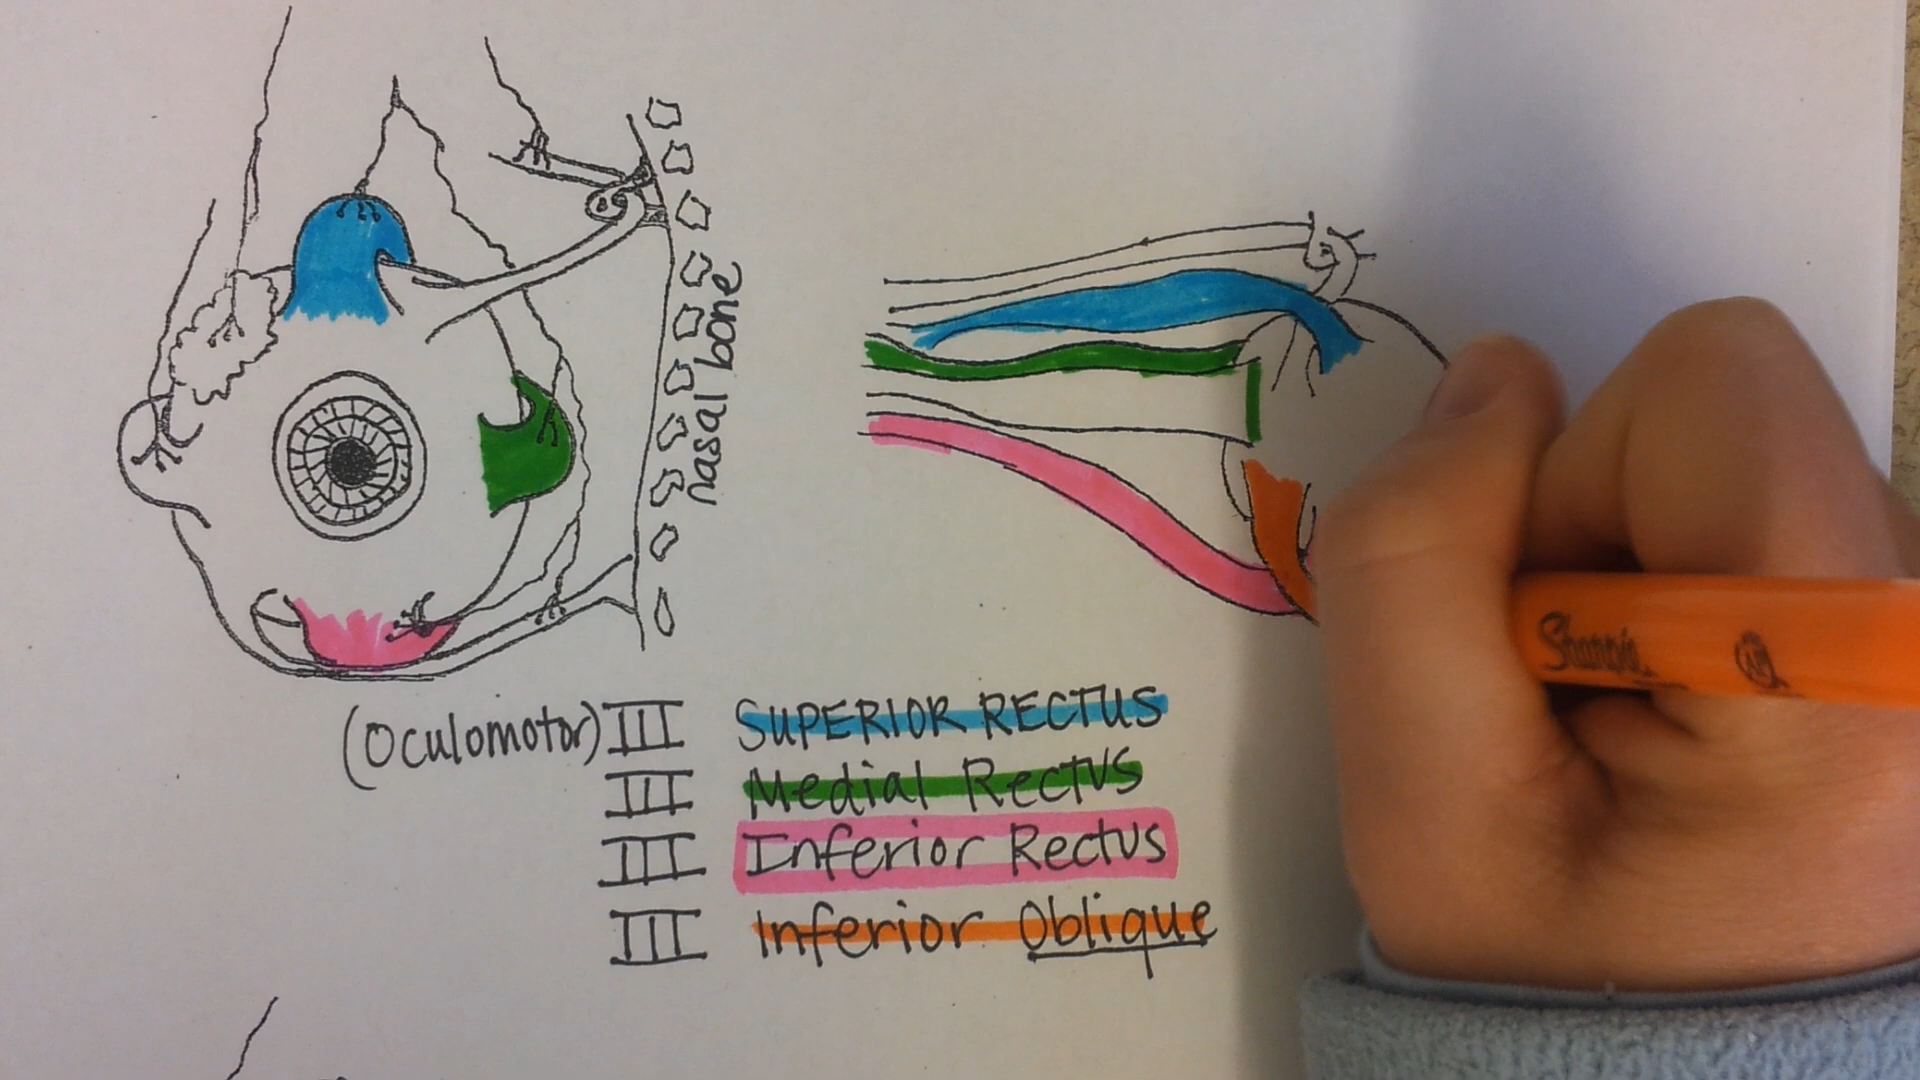 nasal bone
(Oculomotor) III SUPERIOR RECTUS
III Medial Rectus
III Inferior Rectus
III Inferior Oblique
Sharpie